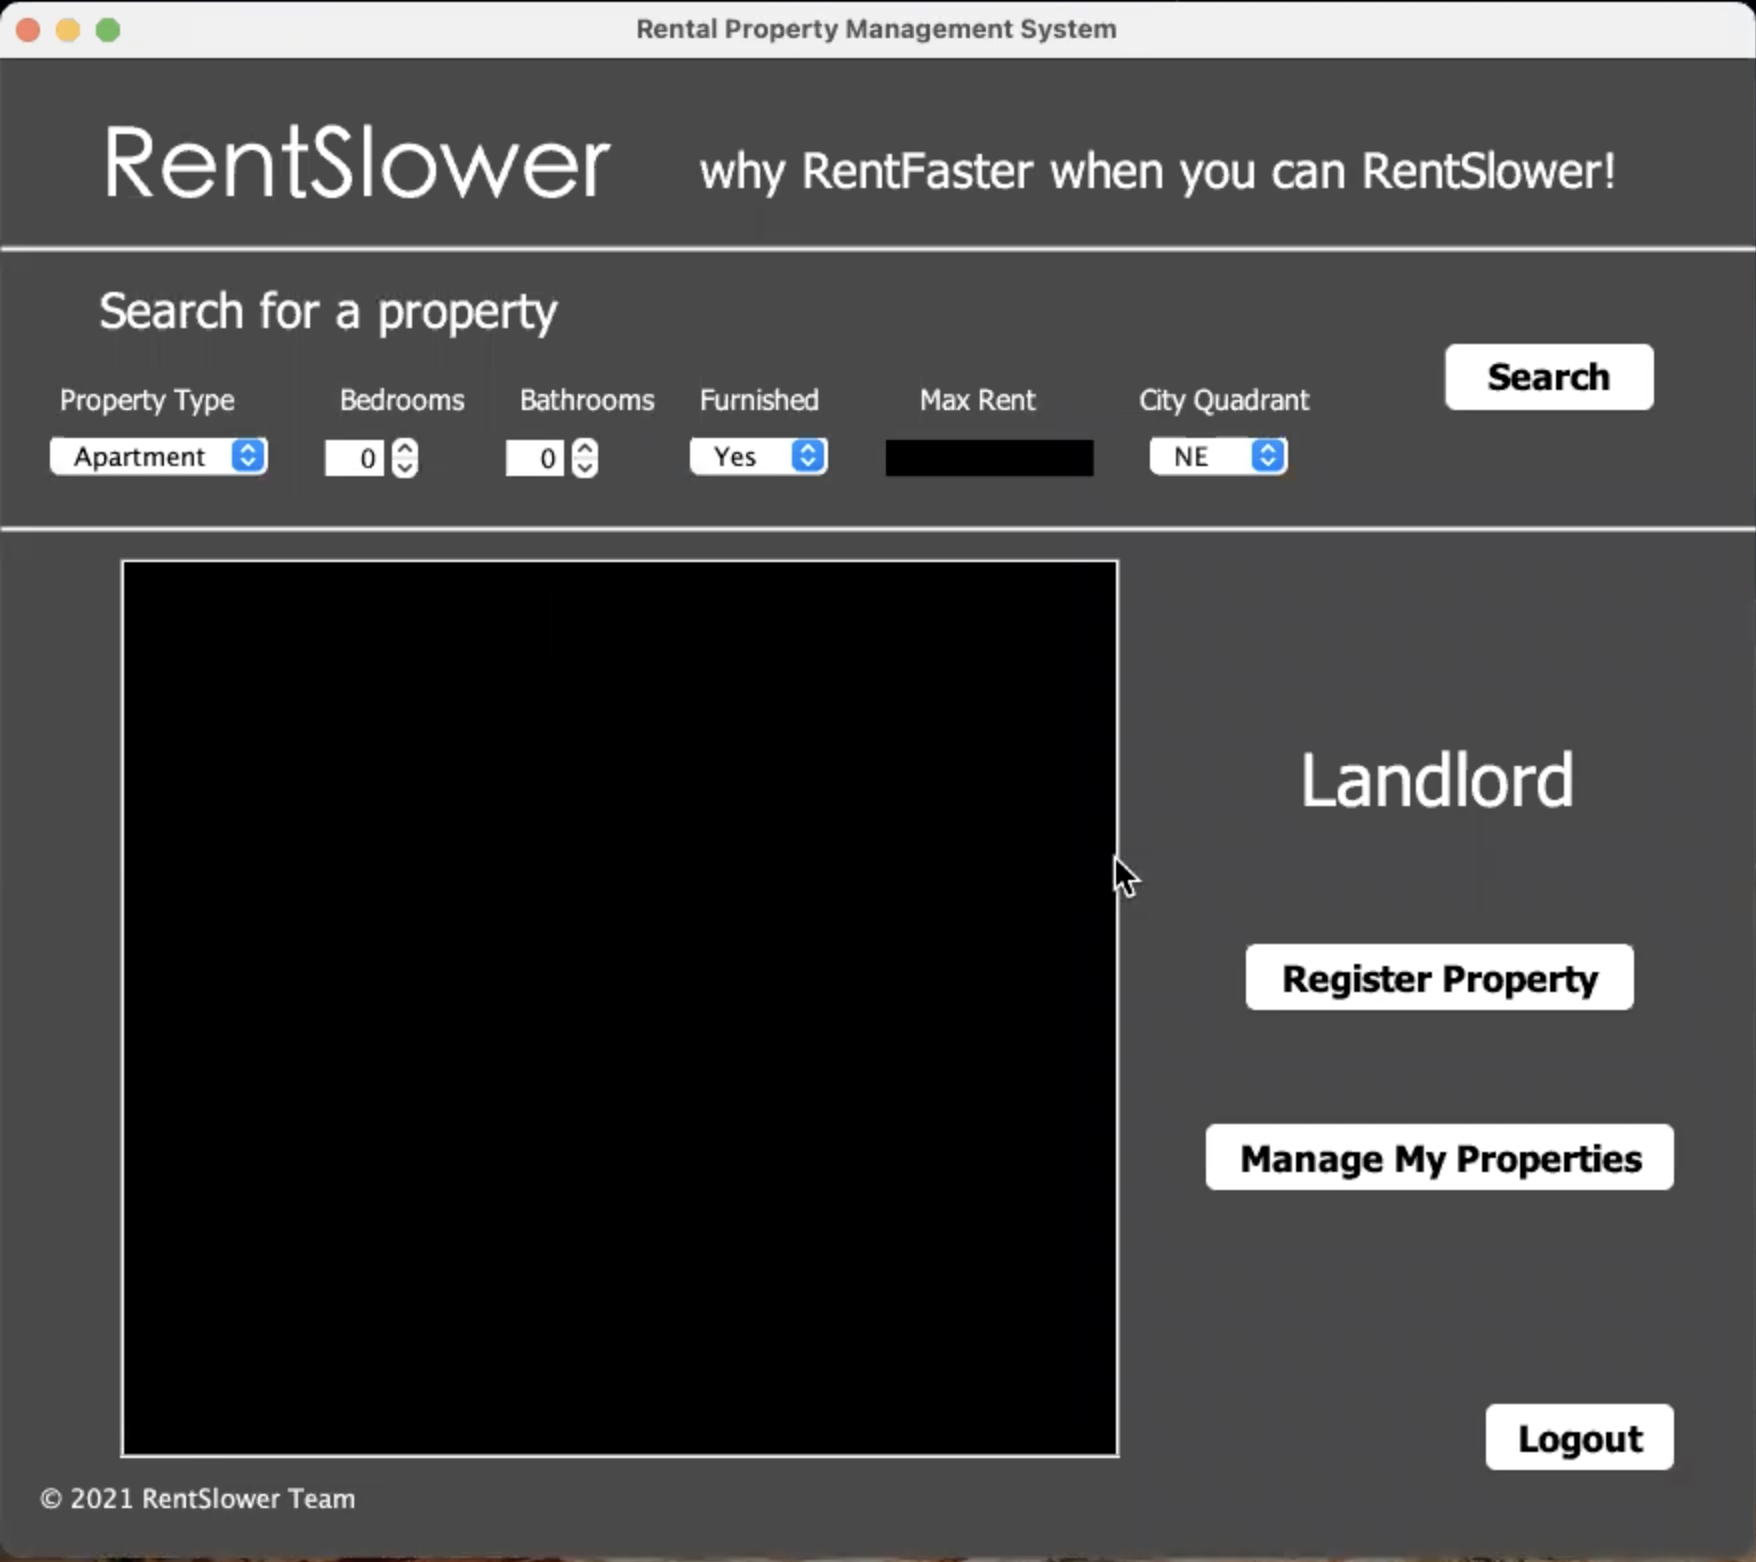 Rental Property Management System
RentSlower
why RentFaster when you can RentSlower!
Search for a property
Search
Property Type Bedrooms Bathrooms Furnished Max Rent City Quadrant
Apartment 0 0 Yes NE
Landlord
Register Property
Manage My Properties
Logout
© 2021 RentSlower Team